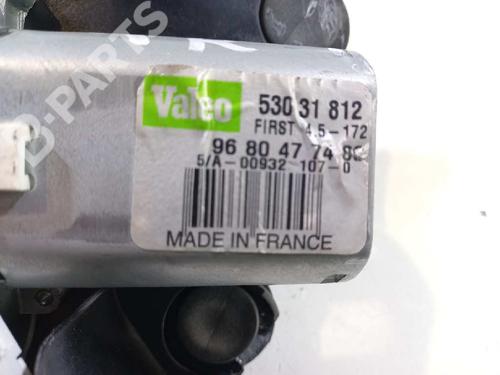 B-PARTS
Valeo
530 31 812
FIRST 4.5-172
96 80 47 74 80
5/A-00932 107-0
MADE IN FRANCE